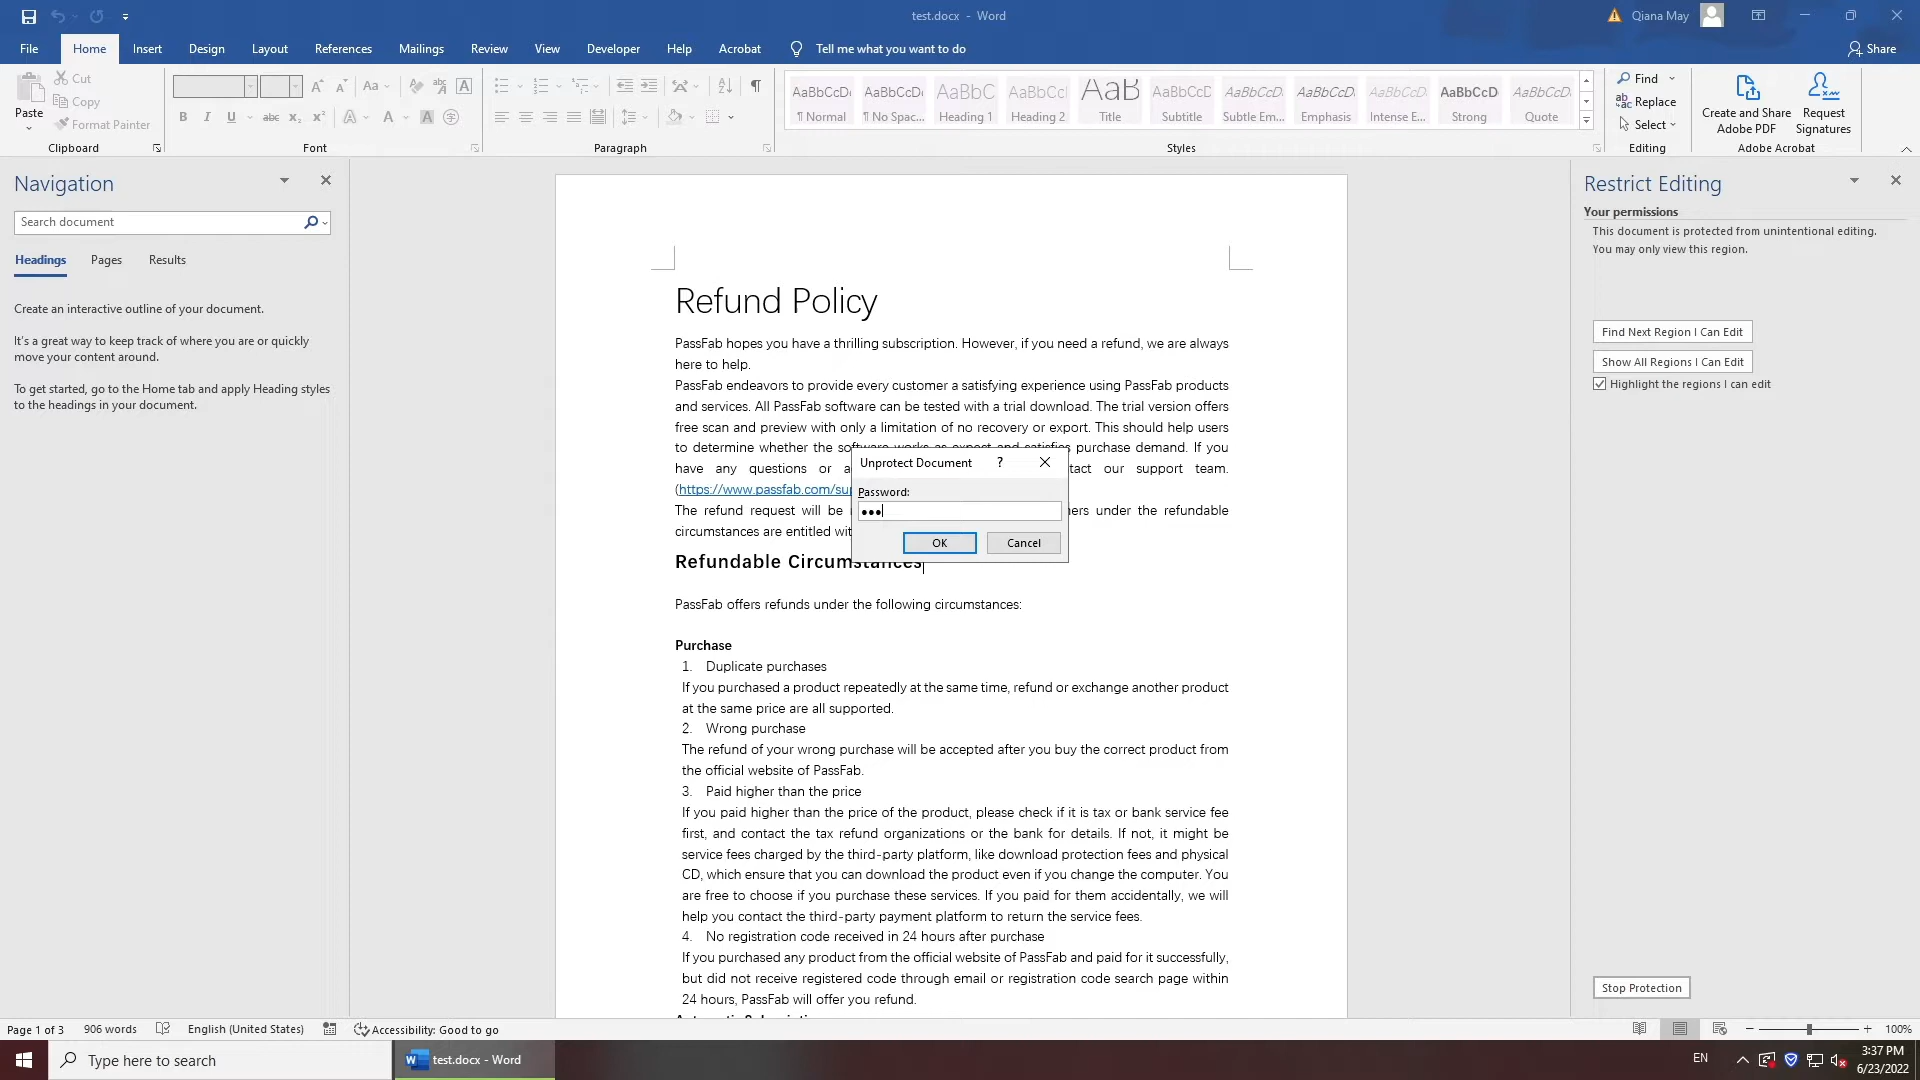 test.docx - Word
Qiana May
File Home Insert Design Layout References Mailings Review View Developer Help Acrobat Tell me what you want to do Share
Paste
Cut
Copy
Format Painter
Clipboard
Font
Paragraph
AaBbCcDc AaBbCcDc AaBbC AaBbCcI AaB AaBbCcD AaBbCcD. AaBbCcD. AaBbCcD. AaBbCcD AaBbCcD.
¶ Normal ¶ No Spac... Heading 1 Heading 2 Title Subtitle Subtle Em... Emphasis Intense E... Strong Quote
Styles
Find
Replace
Select
Editing
Create and Share
Adobe PDF
Request
Signatures
Adobe Acrobat
Navigation
Search document
Headings Pages Results
Create an interactive outline of your document.
It's a great way to keep track of where you are or quickly
move your content around.
To get started, go to the Home tab and apply Heading styles
to the headings in your document.
Refund Policy
PassFab hopes you have a thrilling subscription. However, if you need a refund, we are always
here to help.
PassFab endeavors to provide every customer a satisfying experience using PassFab products
and services. All PassFab software can be tested with a trial download. The trial version offers
free scan and preview with only a limitation of no recovery or export. This should help users
to determine whether the software works as expect and satisfies purchase demand. If you
have any questions or a tact our support team.
(https://www.passfab.com/sup
The refund request will be ers under the refundable
circumstances are entitled wit
Unprotect Document ?
Password:
OK Cancel
Refundable Circumstances
PassFab offers refunds under the following circumstances:
Purchase
1. Duplicate purchases
If you purchased a product repeatedly at the same time, refund or exchange another product
at the same price are all supported.
2. Wrong purchase
The refund of your wrong purchase will be accepted after you buy the correct product from
the official website of PassFab.
3. Paid higher than the price
If you paid higher than the price of the product, please check if it is tax or bank service fee
first, and contact the tax refund organizations or the bank for details. If not, it might be
service fees charged by the third-party platform, like download protection fees and physical
CD, which ensure that you can download the product even if you change the computer. You
are free to choose if you purchase these services. If you paid for them accidentally, we will
help you contact the third-party payment platform to return the service fees.
4. No registration code received in 24 hours after purchase
If you purchased any product from the official website of PassFab and paid for it successfully,
but did not receive registered code through email or registration code search page within
24 hours, PassFab will offer you refund.
Restrict Editing
Your permissions
This document is protected from unintentional editing.
You may only view this region.
Find Next Region I Can Edit
Show All Regions I Can Edit
Highlight the regions I can edit
Stop Protection
Page 1 of 3 906 words English (United States) Accessibility: Good to go 100%
Type here to search
test.docx - Word
EN
3:37 PM
6/23/2022